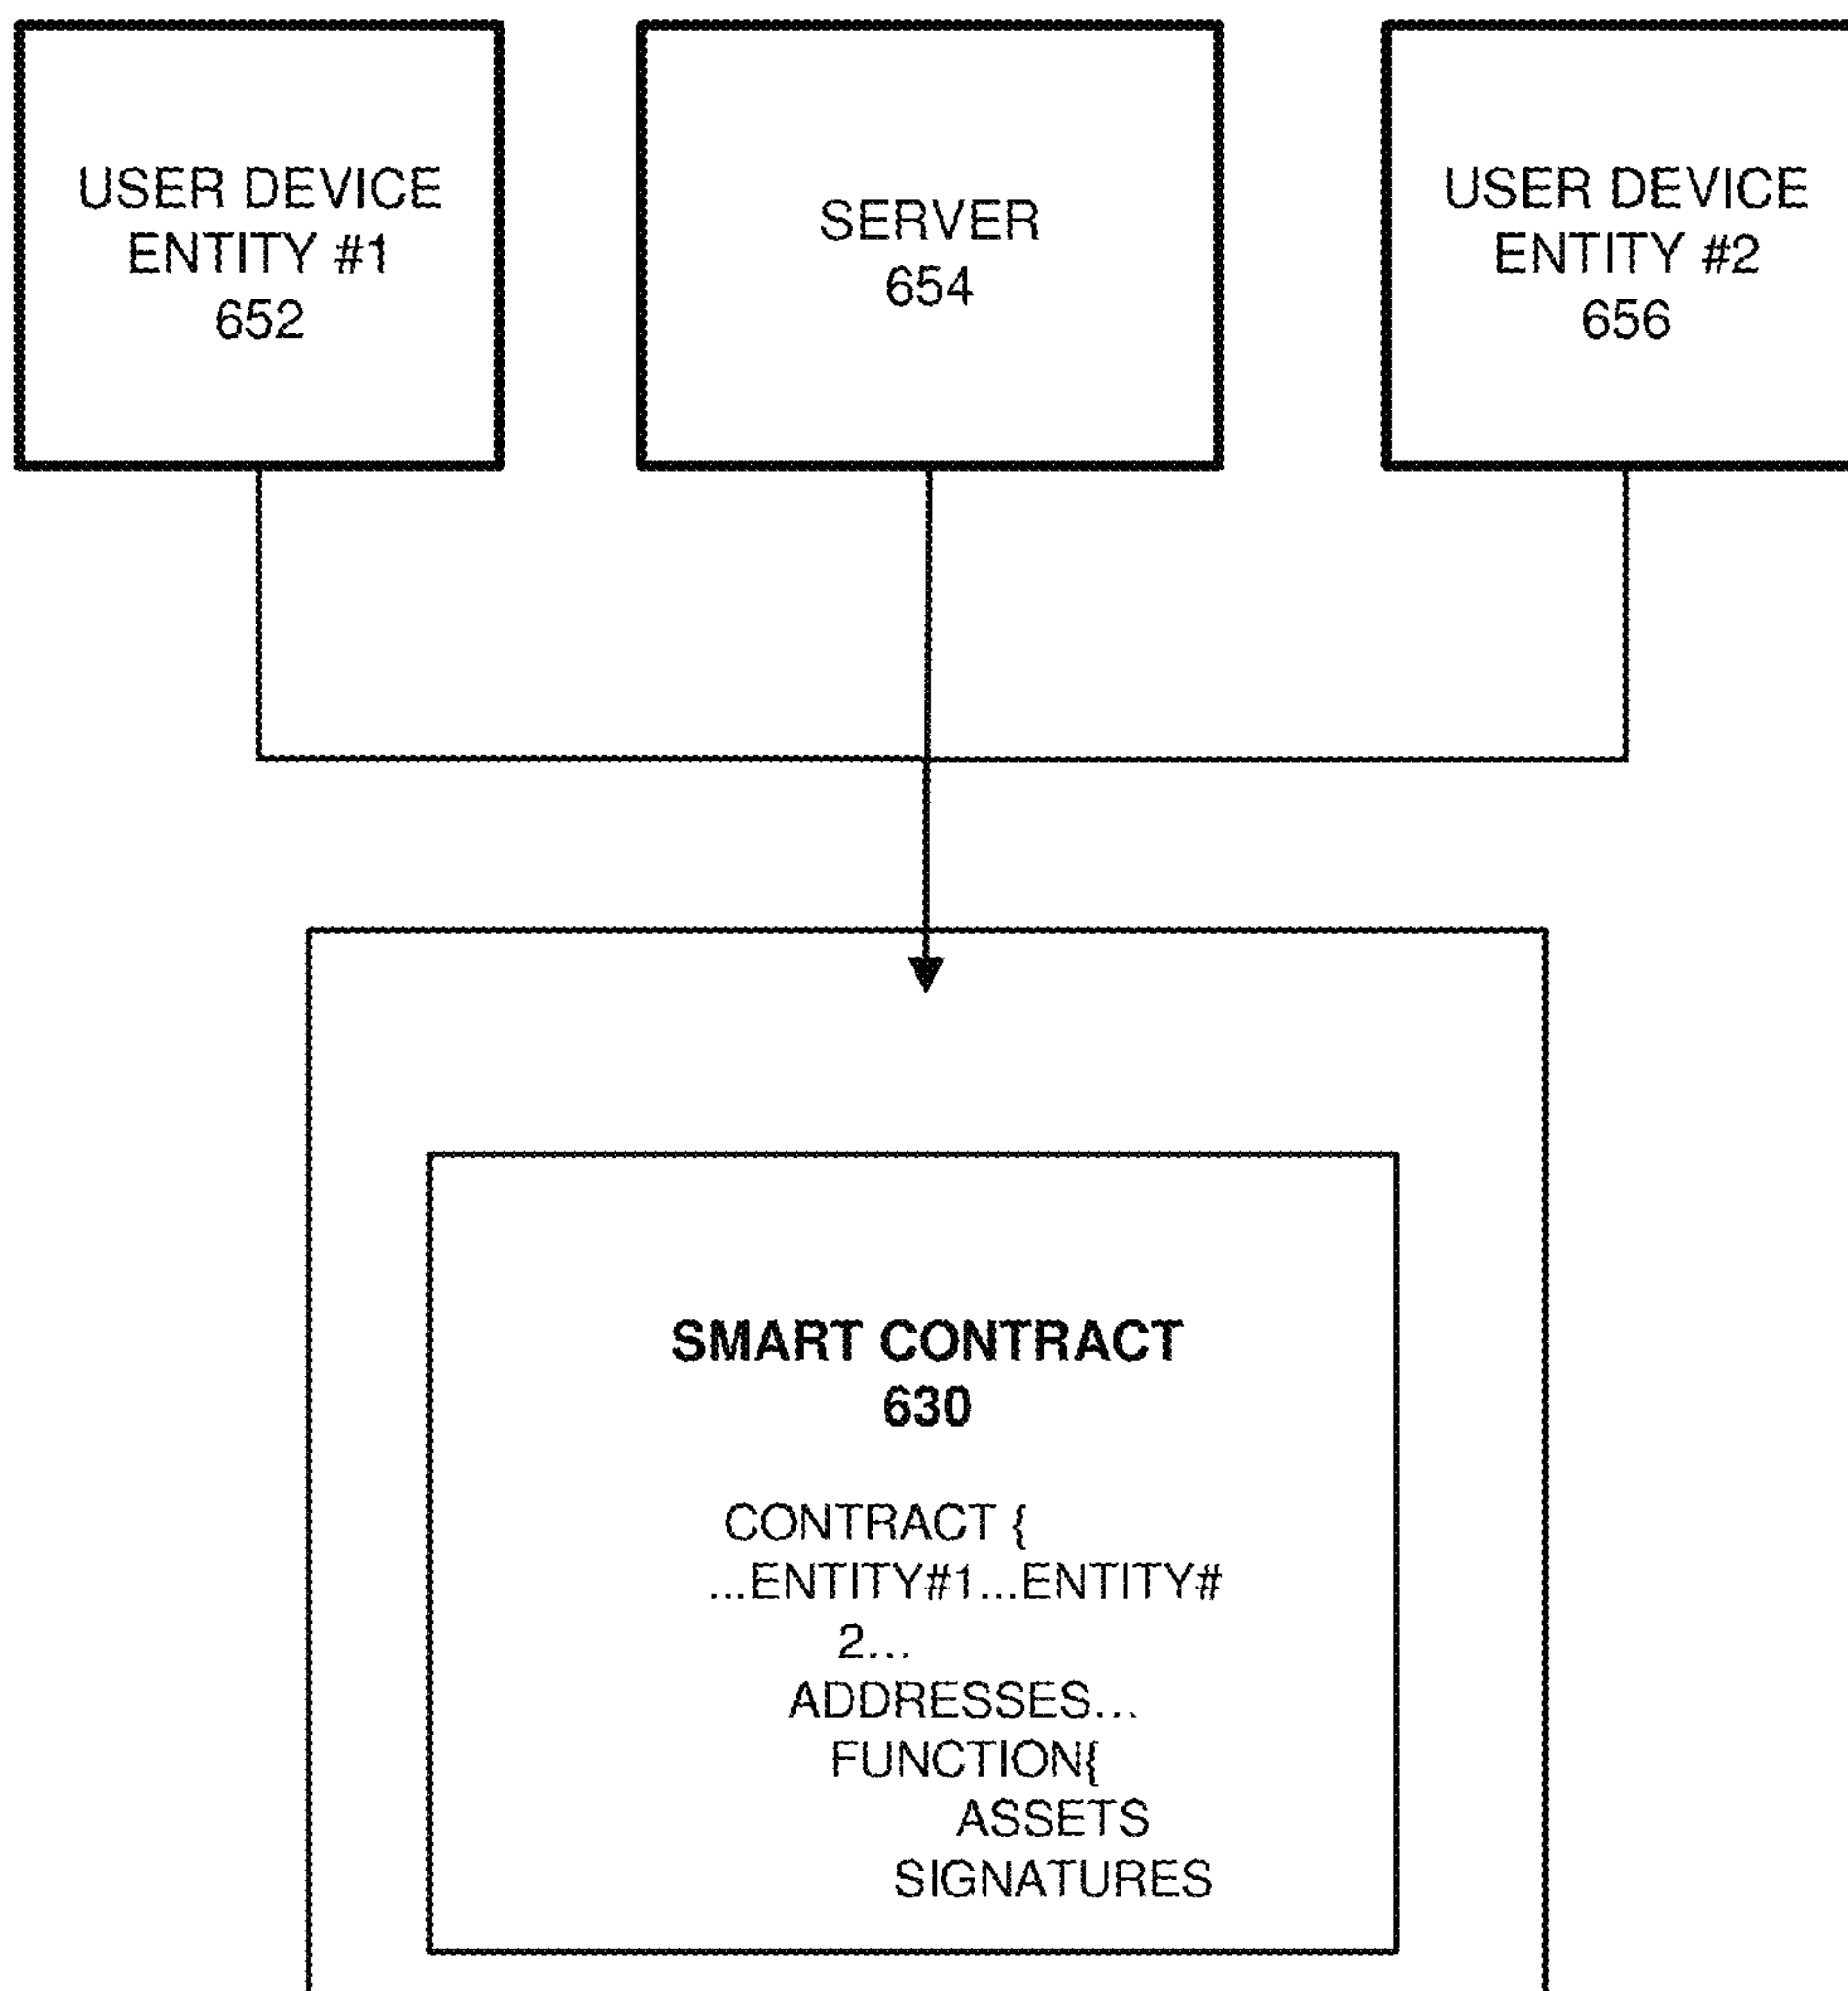 USER DEVICE
ENTITY #1
652
SERVER
654
USER DEVICE
ENTITY #2
656
SMART CONTRACT
630
CONTRACT {
...ENTITY#1...ENTITY#
2...
ADDRESSES...
FUNCTION{
ASSETS
SIGNATURES